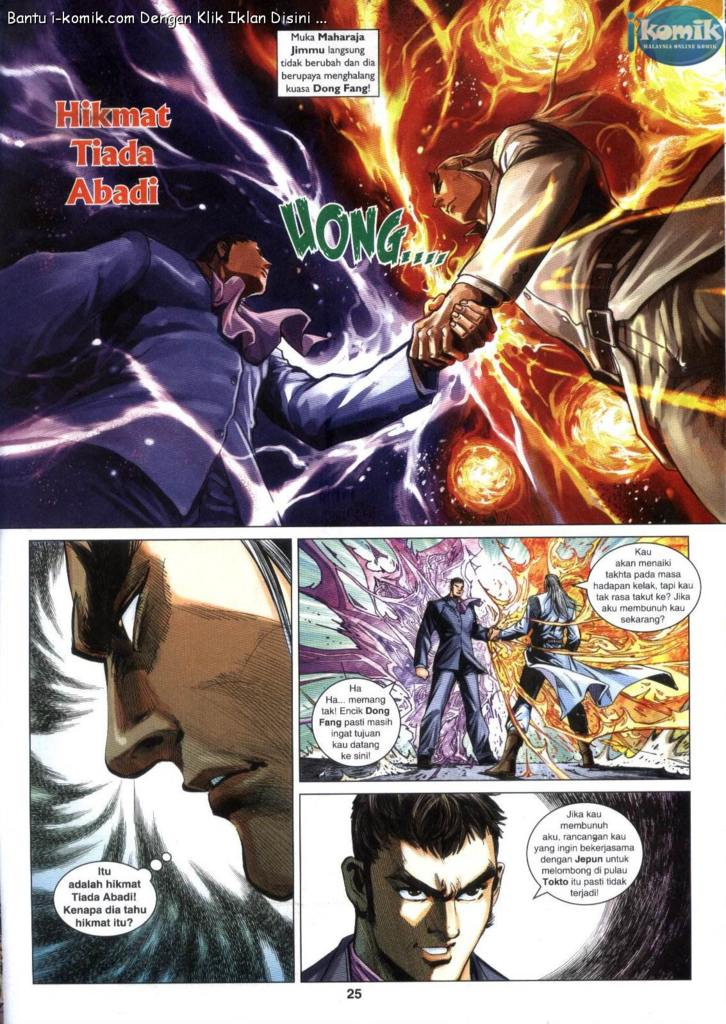 Bantu i-komik.com Dengan Klik Iklan Disini ...
ikomik
MALAYSIA ONLINE KOMIK
Muka Maharaja
Jimmu langsung
tidak berubah dan dia
berupaya menghalang
kuasa Dong Fang!
Hikmat
Tiada
Abadi
UONG....
Kau
akan menaiki
takhta pada masa
hadapan kelak, tapi kau
tak rasa takut ke? Jika
aku membunuh kau
sekarang?
Ha
Ha... memang
tak! Encik Dong
Fang pasti masih
ingat tujuan
kau datang
ke sini!
Itu
adalah hikmat
Tiada Abadi!
Kenapa dia tahu
hikmat itu?
Jika kau
membunuh
aku, rancangan kau
yang ingin bekerjasama
dengan Jepun untuk
melombong di pulau
Tokto itu pasti tidak
terjadi!
25